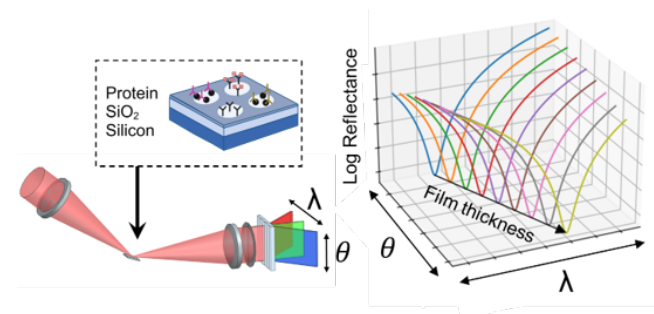 Protein
SiO₂
Silicon
λ
θ
Log Reflectance
Film thickness
θ
λ